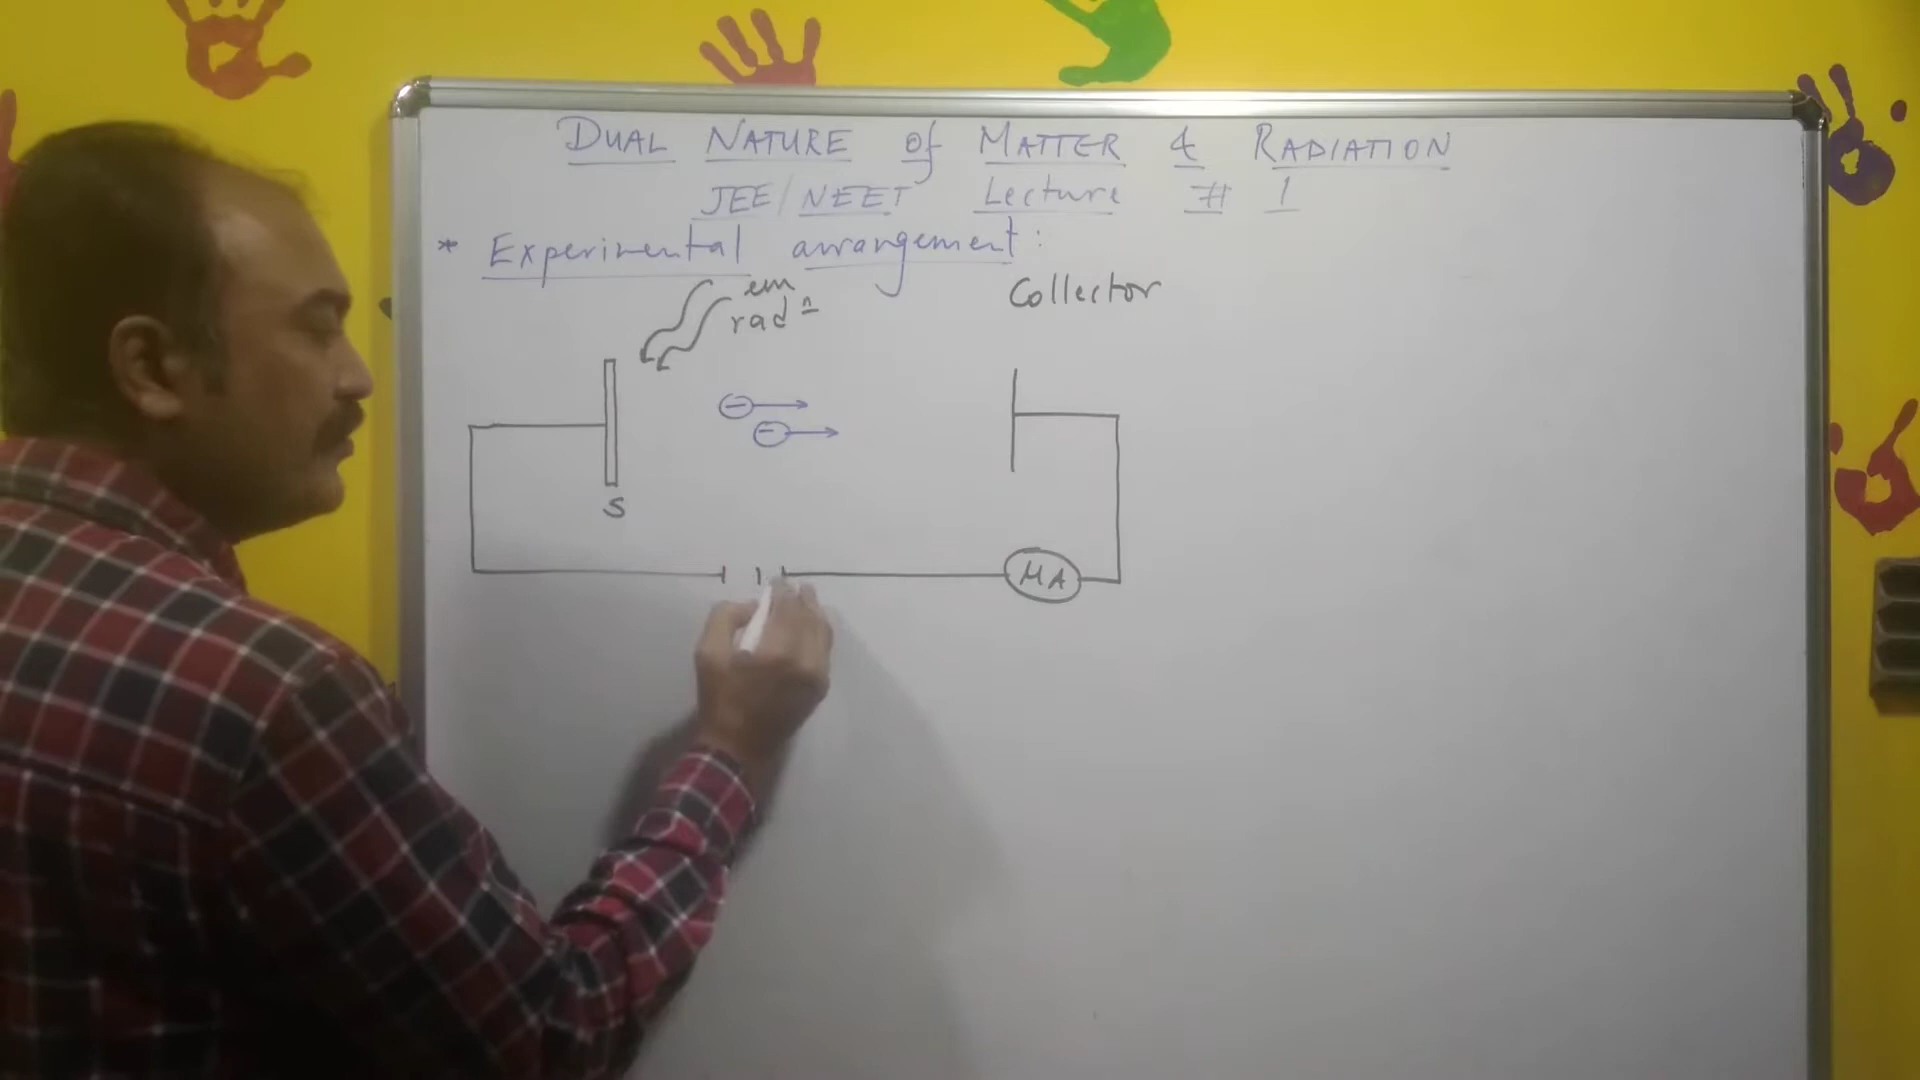 DUAL NATURE of MATTER & RADIATION
JEE/NEET Lecture # 1
* Experimental arrangement:
em
radⁿ
Collector
S
μA